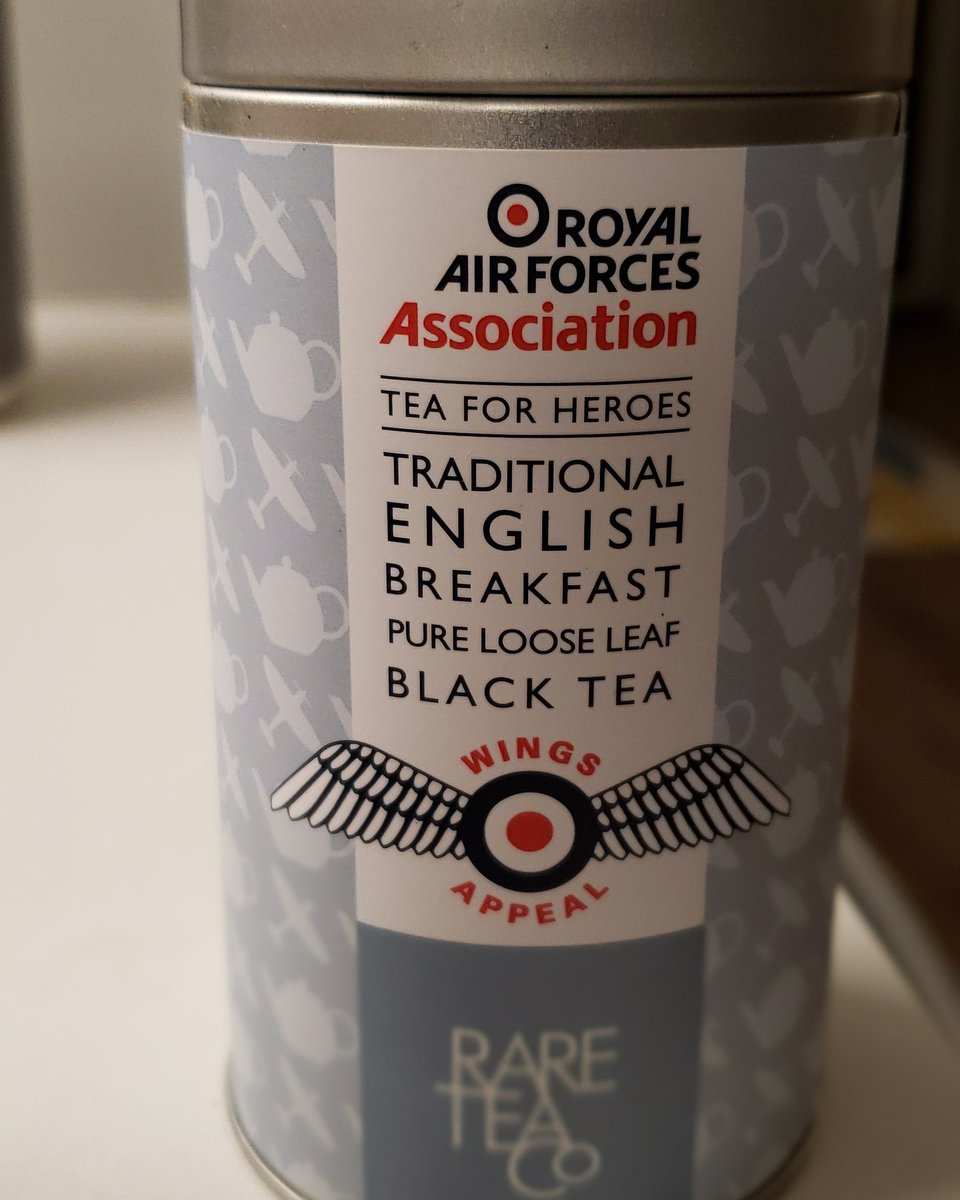 ROYAL
AIR FORCES
Association
TEA FOR HEROES
TRADITIONAL
ENGLISH
BREAKFAST
PURE LOOSE LEAF
BLACK TEA
WINGS
APPEAL
RARE
TEA
Co